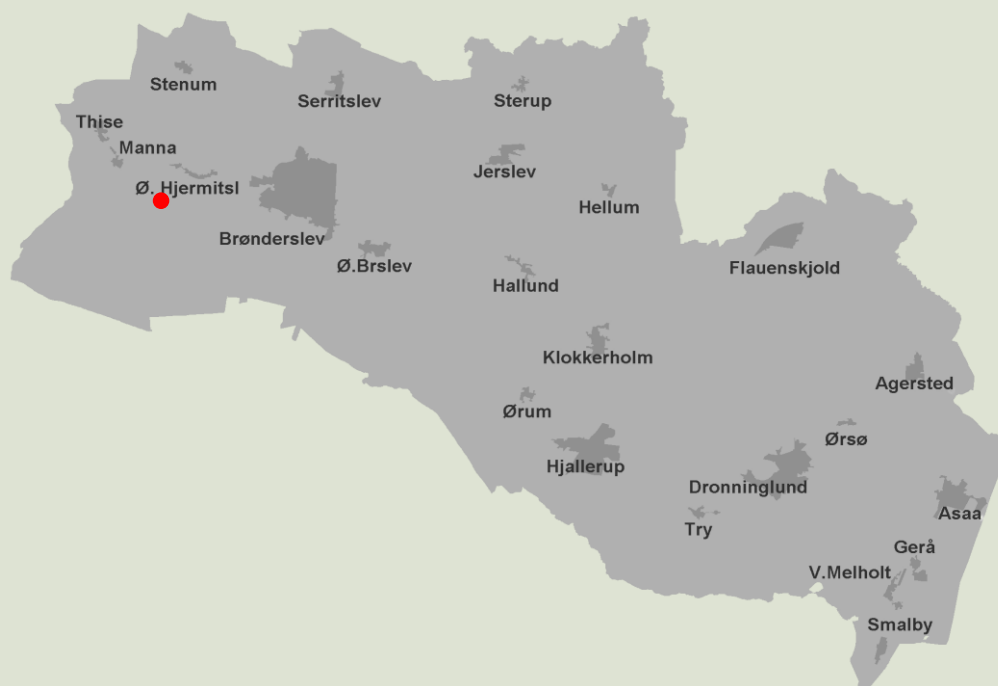 Stenum
Serritslev
Sterup
Thise
Manna
Jerslev
Ø. Hjermitsl
Hellum
Brønderslev
Ø.Brslev
Flauenskjold
Hallund
Klokkerholm
Agersted
Ørum
Ørsø
Hjallerup
Dronninglund
Asaa
Try
Gerå
V.Melholt
Smalby